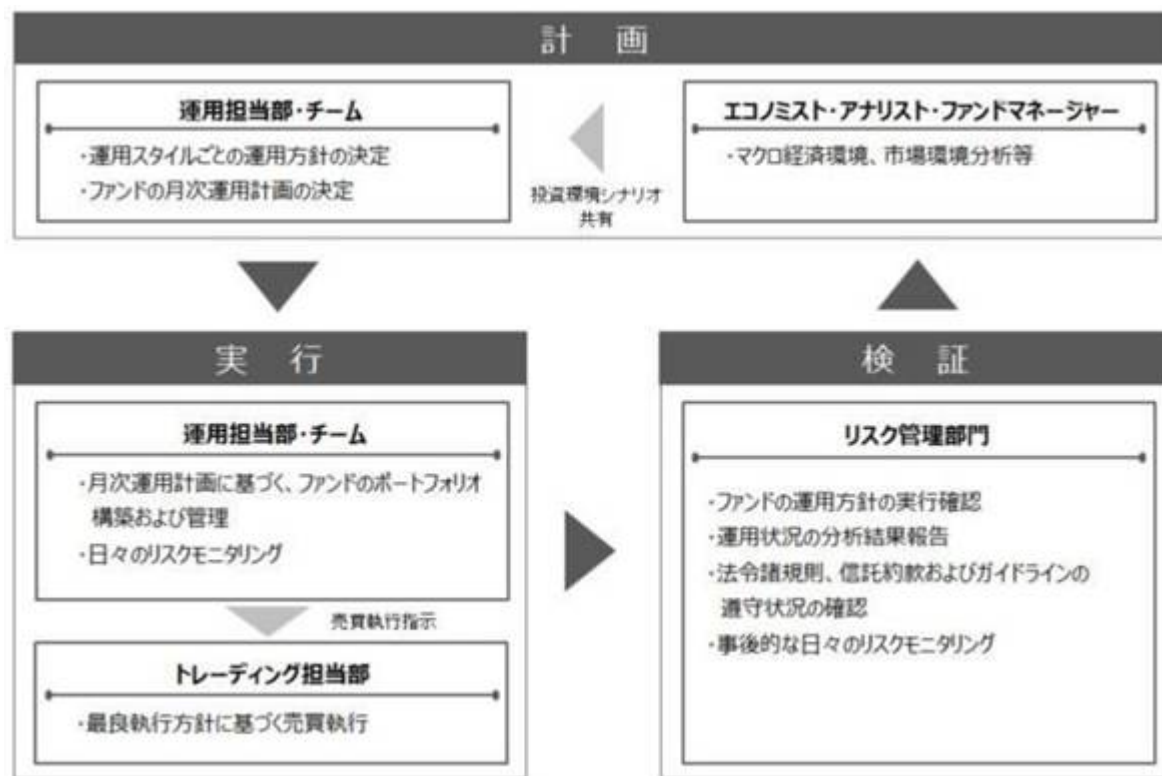 計 画
運用担当部・チーム
・運用スタイルごとの運用方針の決定
・ファンドの月次運用計画の決定
投資環境シナリオ
共有
エコノミスト・アナリスト・ファンドマネージャー
・マクロ経済環境、市場環境分析等
実 行
運用担当部・チーム
・月次運用計画に基づく、ファンドのポートフォリオ
構築および管理
・日々のリスクモニタリング
売買執行指示
トレーディング担当部
・最良執行方針に基づく売買執行
検 証
リスク管理部門
・ファンドの運用方針の実行確認
・運用状況の分析結果報告
・法令諸規則、信託約款およびガイドラインの
遵守状況の確認
・事後的な日々のリスクモニタリング